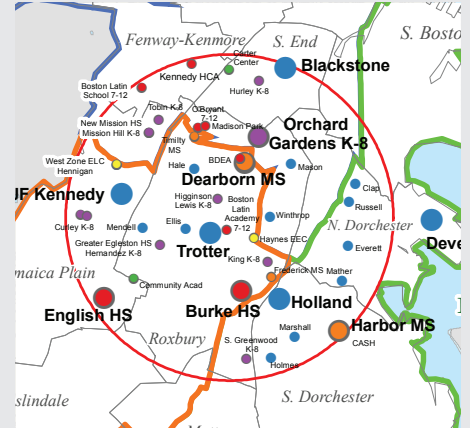 Fenway-Kenmore
S. End
S. Bosto
Carter
Center
Kennedy HCA
Blackstone
Boston Latin
School 7-12
Hurley K-8
Tobin K-8
O'Bryant
7-12
New Mission HS
Mission Hill K-8
Madison Park
Orchard
Gardens K-8
Timilty
MS
West Zone ELC
Hennigan
Hale
BDEA
Mason
Dearborn MS
JF Kennedy
Clap
Higginson
Lewis K-8
Boston
Latin
Academy
7-12
Russell
Curley K-8
Mendell
Ellis
Winthrop
N. Dorchester
Deve
Trotter
Haynes EEC
Greater Egleston HS
Hernandez K-8
Everett
King K-8
maica Plain
Frederick MS
Mather
Community Acad
English HS
Burke HS
Holland
Harbor MS
Marshall
CASH
Roxbury
S. Greenwood
K-8
Holmes
slindale
S. Dorchester